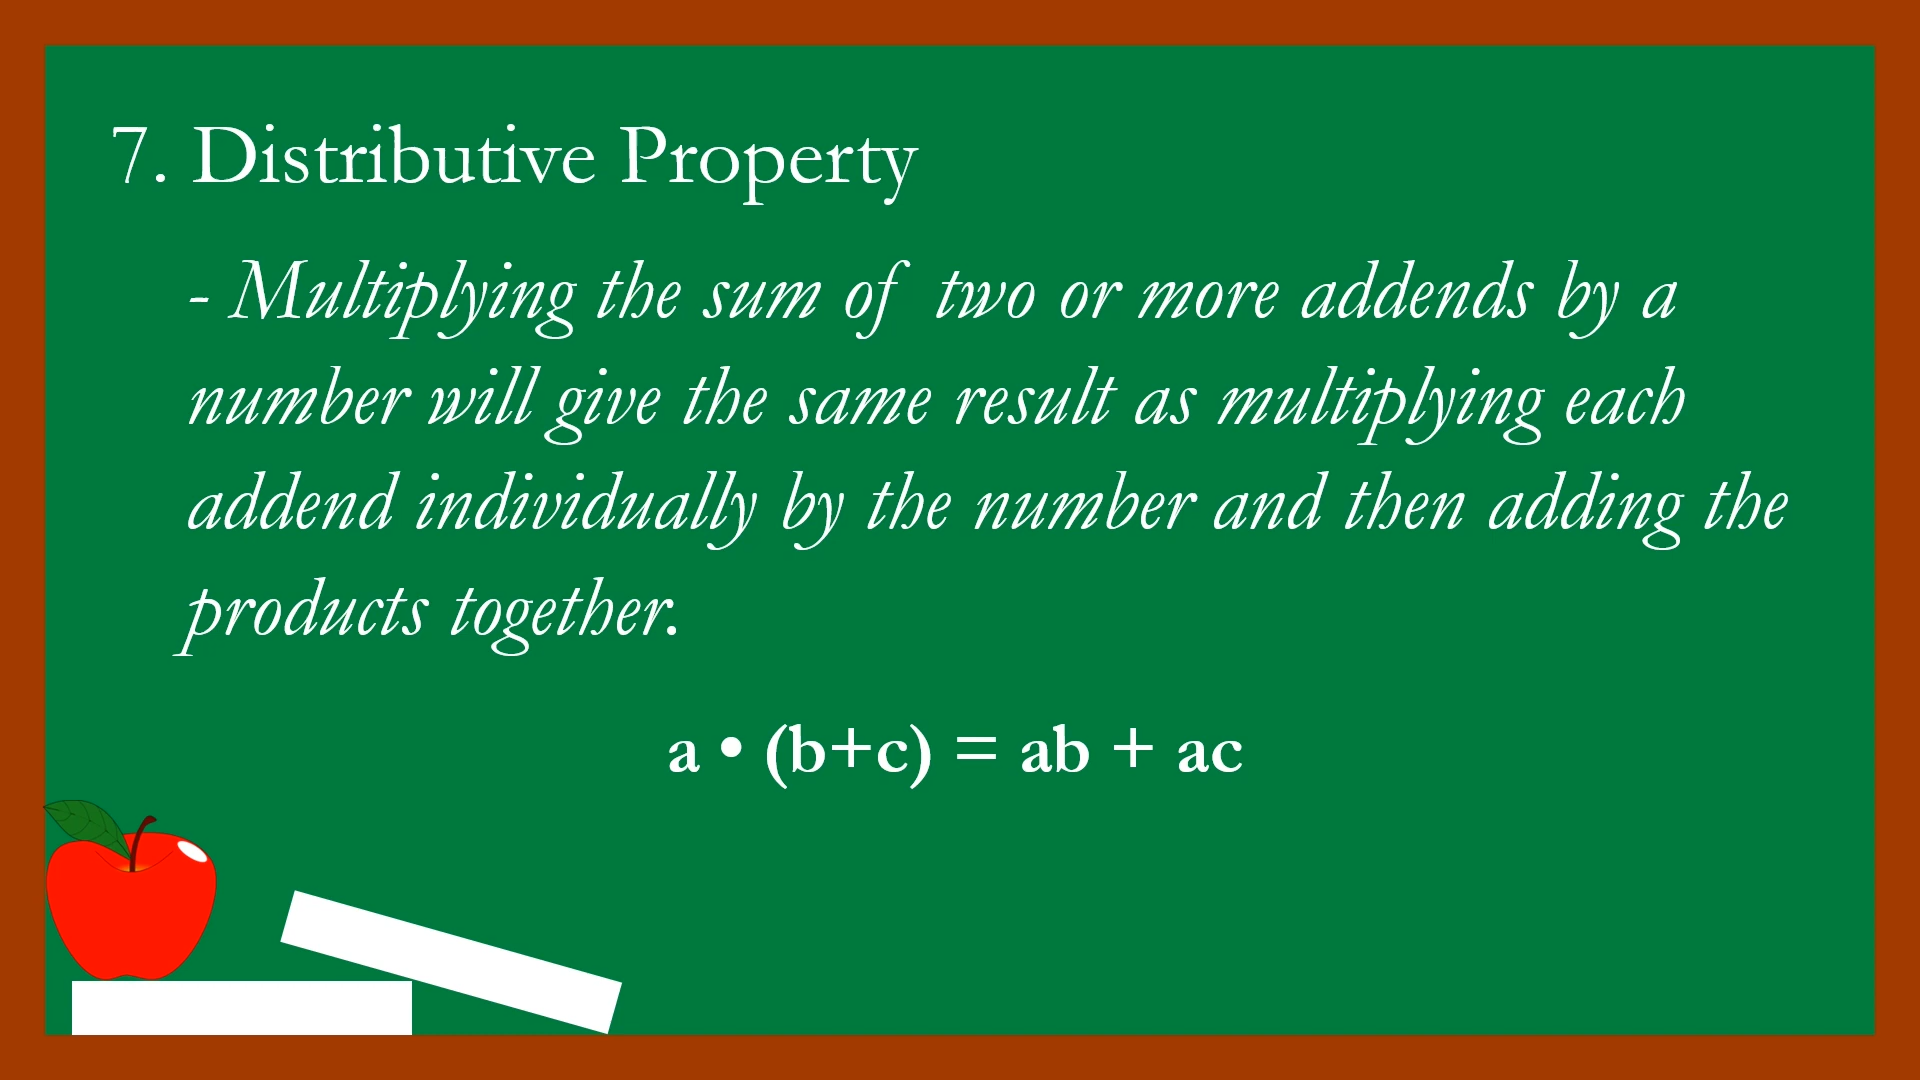 7. Distributive Property
- Multiplying the sum of  two or more addends by a
number will give the same result as multiplying each
addend individually by the number and then adding the
products together.
a • (b+c) = ab + ac